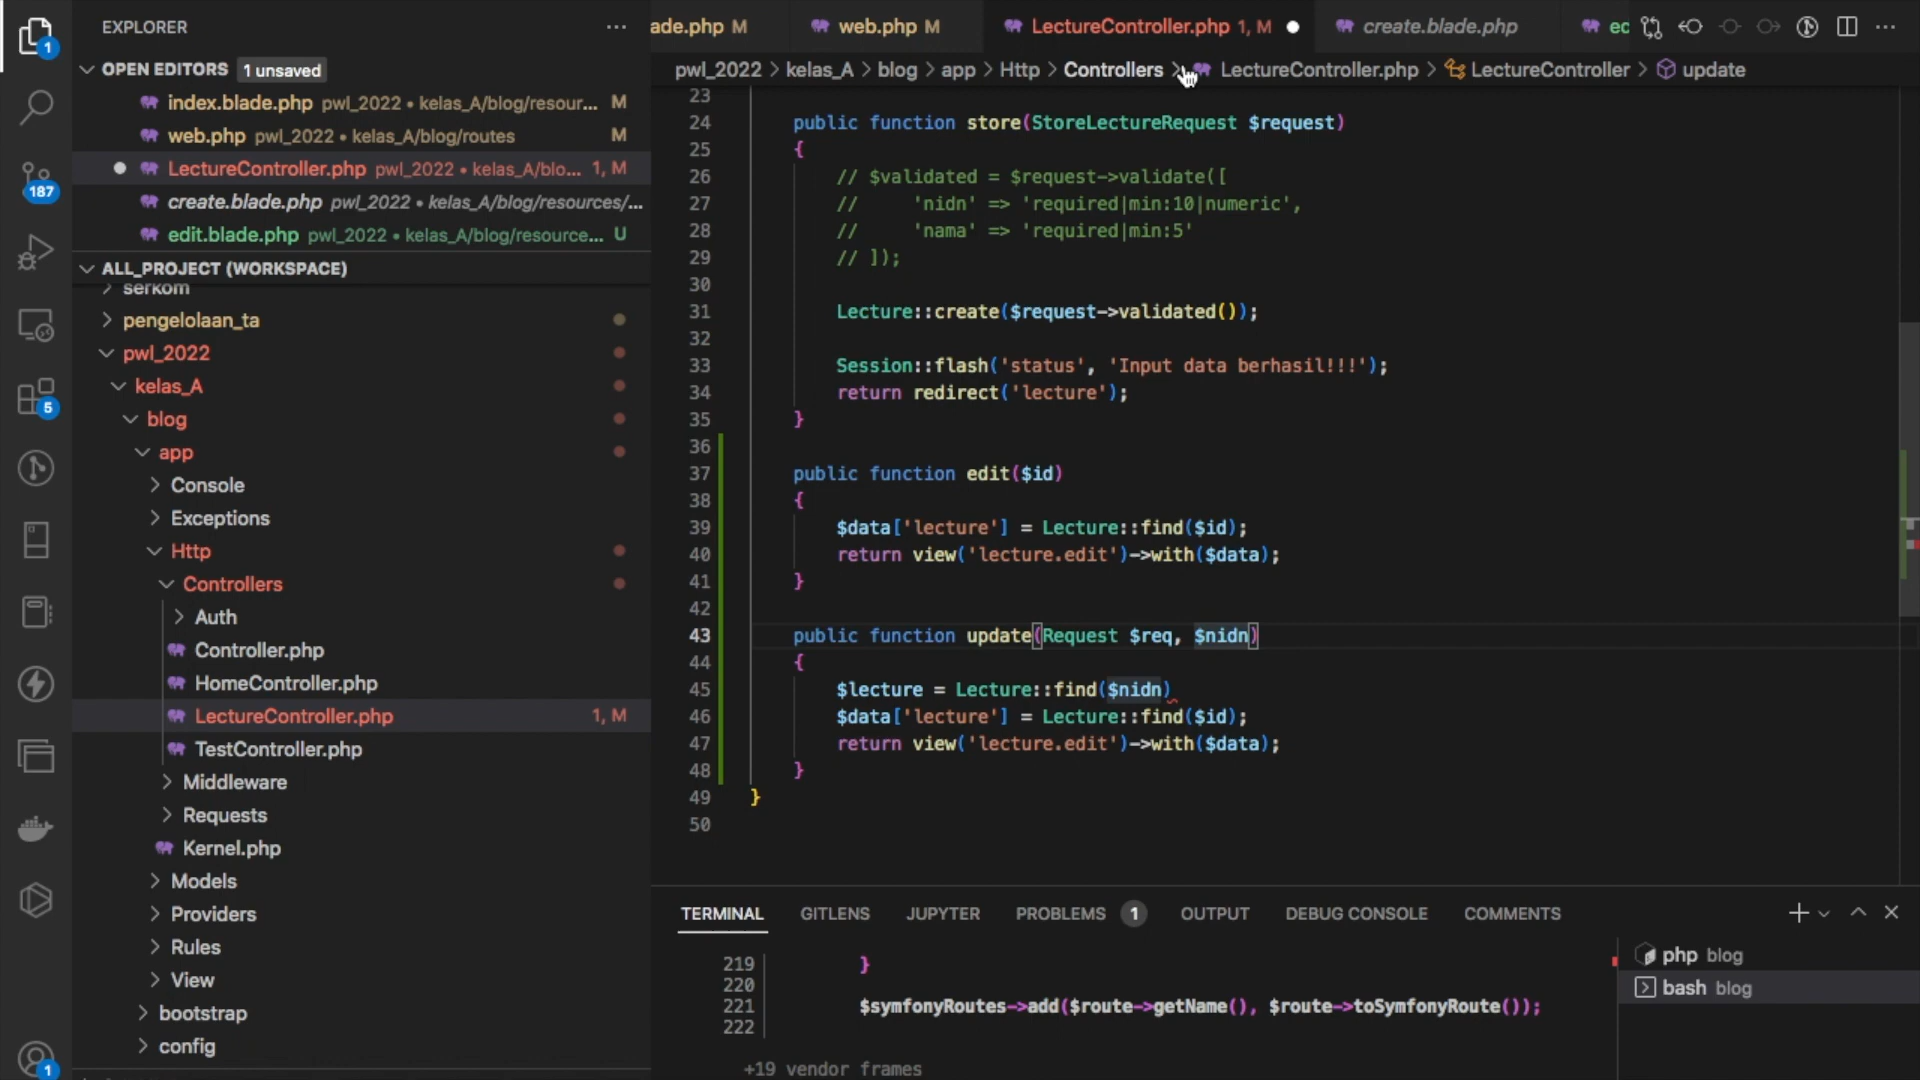 EXPLORER
OPEN EDITORS 1 unsaved
index.blade.php pwl_2022 • kelas_A/blog/resour... M
web.php pwl_2022 • kelas_A/blog/routes M
LectureController.php pwl_2022 • kelas_A/blo... 1, M
create.blade.php pwl_2022 • kelas_A/blog/resources/...
edit.blade.php pwl_2022 • kelas_A/blog/resource... U
ALL_PROJECT (WORKSPACE)
serkom
pengelolaan_ta
pwl_2022
kelas_A
blog
app
Console
Exceptions
Http
Controllers
Auth
Controller.php
HomeController.php
LectureController.php 1, M
TestController.php
Middleware
Requests
Kernel.php
Models
Providers
Rules
View
bootstrap
config
1
187
5
1
ade.php M web.php M LectureController.php 1, M create.blade.php ed
pwl_2022 > kelas_A > blog > app > Http > Controllers > LectureController.php > LectureController > update
23
24 public function store(StoreLectureRequest $request)
25 {
26 // $validated = $request->validate([
27 //     'nidn' => 'required|min:10|numeric',
28 //     'nama' => 'required|min:5'
29 // ]);
30
31 Lecture::create($request->validated());
32
33 Session::flash('status', 'Input data berhasil!!!');
34 return redirect('lecture');
35 }
36
37 public function edit($id)
38 {
39 $data['lecture'] = Lecture::find($id);
40 return view('lecture.edit')->with($data);
41 }
42
43 public function update(Request $req, $nidn)
44 {
45 $lecture = Lecture::find($nidn)
46 $data['lecture'] = Lecture::find($id);
47 return view('lecture.edit')->with($data);
48 }
49 }
50
TERMINAL GITLENS JUPYTER PROBLEMS 1 OUTPUT DEBUG CONSOLE COMMENTS
219 }
220
221 $symfonyRoutes->add($route->getName(), $route->toSymfonyRoute());
222
+19 vendor frames
php blog
bash blog